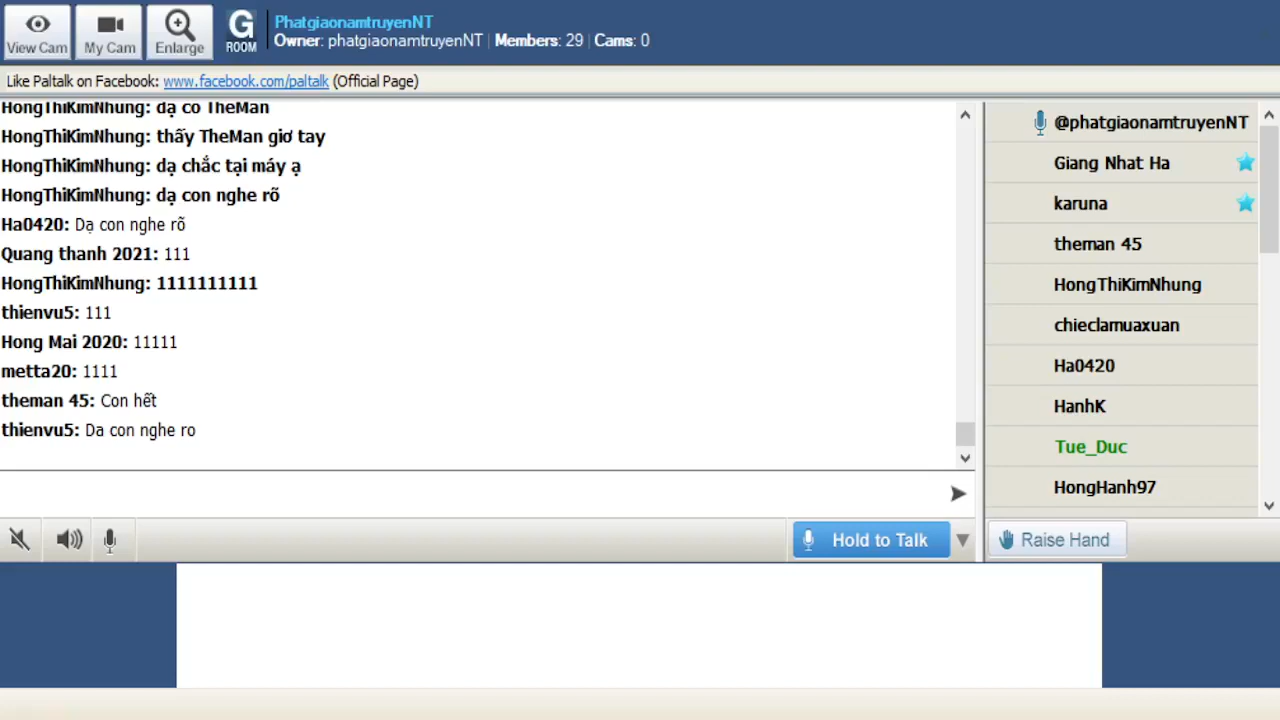 View Cam
My Cam
Enlarge
G
ROOM
PhatgiaonamtruyenNT
Owner: phatgiaonamtruyenNT | Members: 29 | Cams: 0
Like Paltalk on Facebook: www.facebook.com/paltalk (Official Page)
HongThiKimNhung: dạ co TheMan
HongThiKimNhung: thấy TheMan giơ tay
HongThiKimNhung: dạ chắc tại máy ạ
HongThiKimNhung: dạ con nghe rõ
Ha0420: Dạ con nghe rõ
Quang thanh 2021: 111
HongThiKimNhung: 1111111111
thienvu5: 111
Hong Mai 2020: 11111
metta20: 1111
theman 45: Con hết
thienvu5: Da con nghe ro
@phatgiaonamtruyenNT
Giang Nhat Ha
karuna
theman 45
HongThiKimNhung
chieclamuaxuan
Ha0420
HanhK
Tue_Duc
HongHanh97
Hold to Talk
Raise Hand